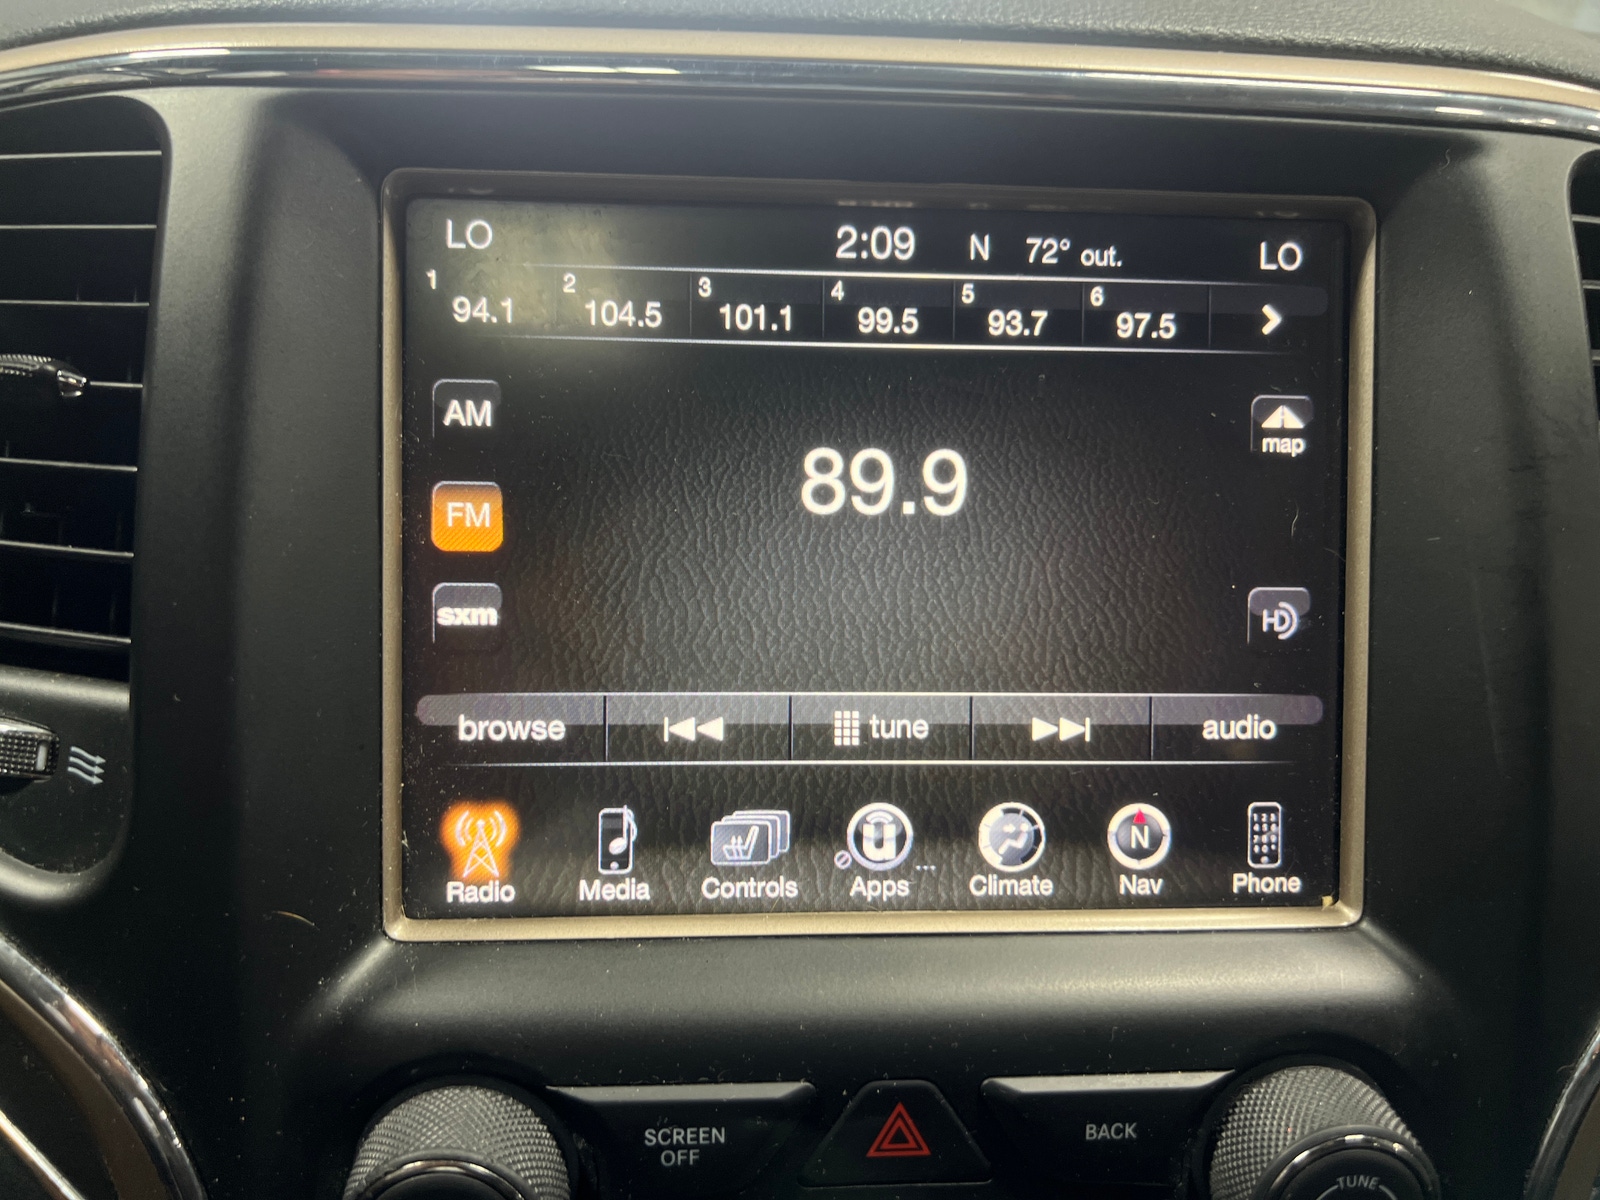 LO 2:09 N 72° out. LO
1 94.1 2 104.5 3 101.1 4 99.5 5 93.7 6 97.5
AM
map
89.9
FM
sxm
HD
browse tune audio
N
Radio Media Controls Apps ... Climate Nav Phone
SCREEN
OFF
BACK
TUNE